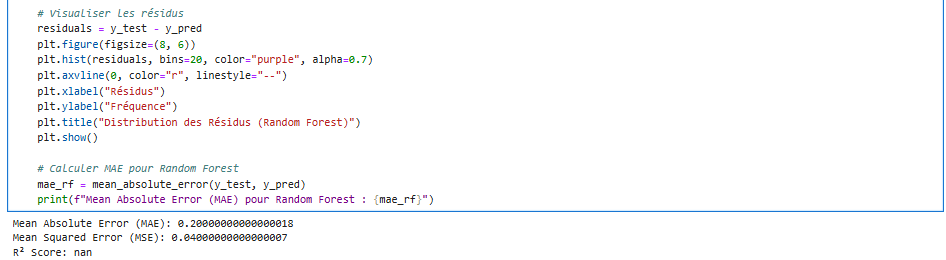 # Visualiser les résidus
residuals = y_test - y_pred
plt.figure(figsize=(8, 6))
plt.hist(residuals, bins=20, color="purple", alpha=0.7)
plt.axvline(0, color="r", linestyle="--")
plt.xlabel("Résidus")
plt.ylabel("Fréquence")
plt.title("Distribution des Résidus (Random Forest)")
plt.show()
# Calculer MAE pour Random Forest
mae_rf = mean_absolute_error(y_test, y_pred)
print(f"Mean Absolute Error (MAE) pour Random Forest : {mae_rf}")
Mean Absolute Error (MAE): 0.20000000000000018
Mean Squared Error (MSE): 0.04000000000000007
R² Score: nan